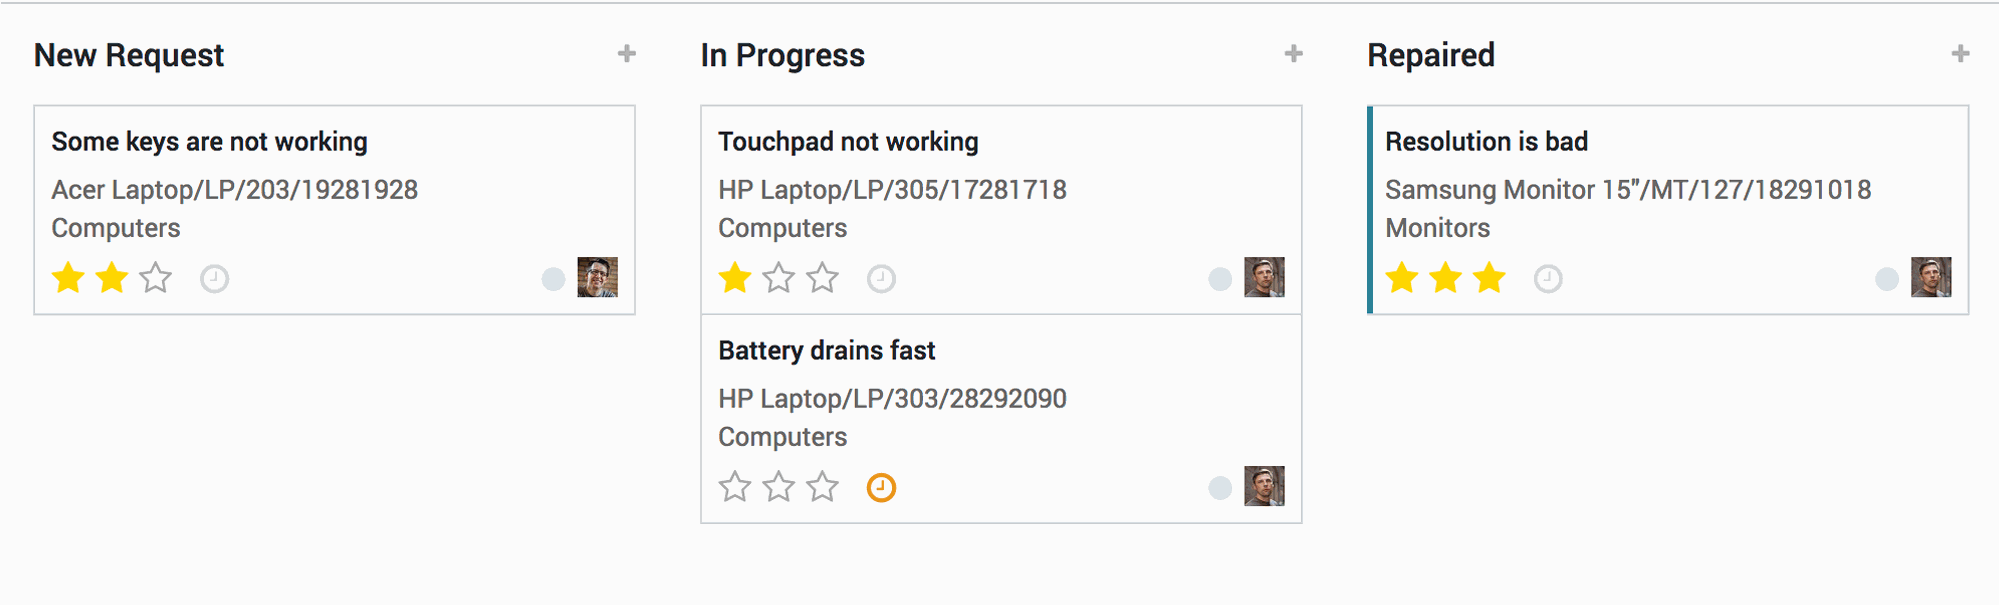 New Request
Some keys are not working
Acer Laptop/LP/203/19281928
Computers
In Progress
Touchpad not working
HP Laptop/LP/305/17281718
Computers
Battery drains fast
HP Laptop/LP/303/28292090
Computers
Repaired
Resolution is bad
Samsung Monitor 15"/MT/127/18291018
Monitors